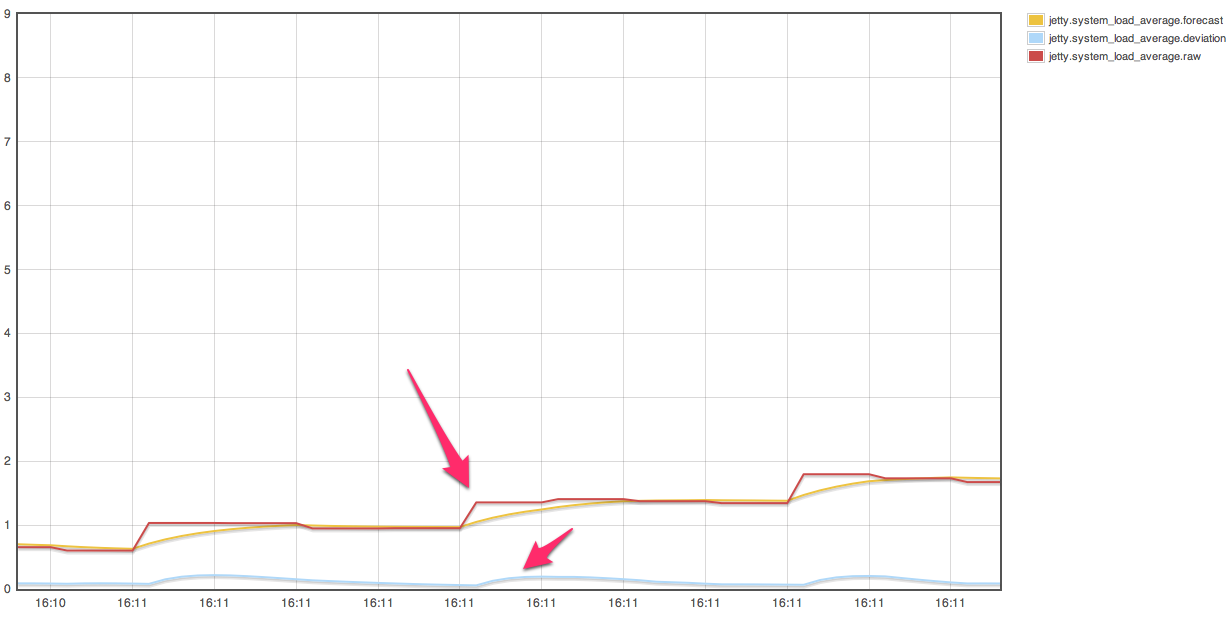 9
jetty.system_load_average.forecast
jetty.system_load_average.deviation
jetty.system_load_average.raw
8
7
6
5
4
3
2
1
0
16:10 16:11 16:11 16:11 16:11 16:11 16:11 16:11 16:11 16:11 16:11 16:11